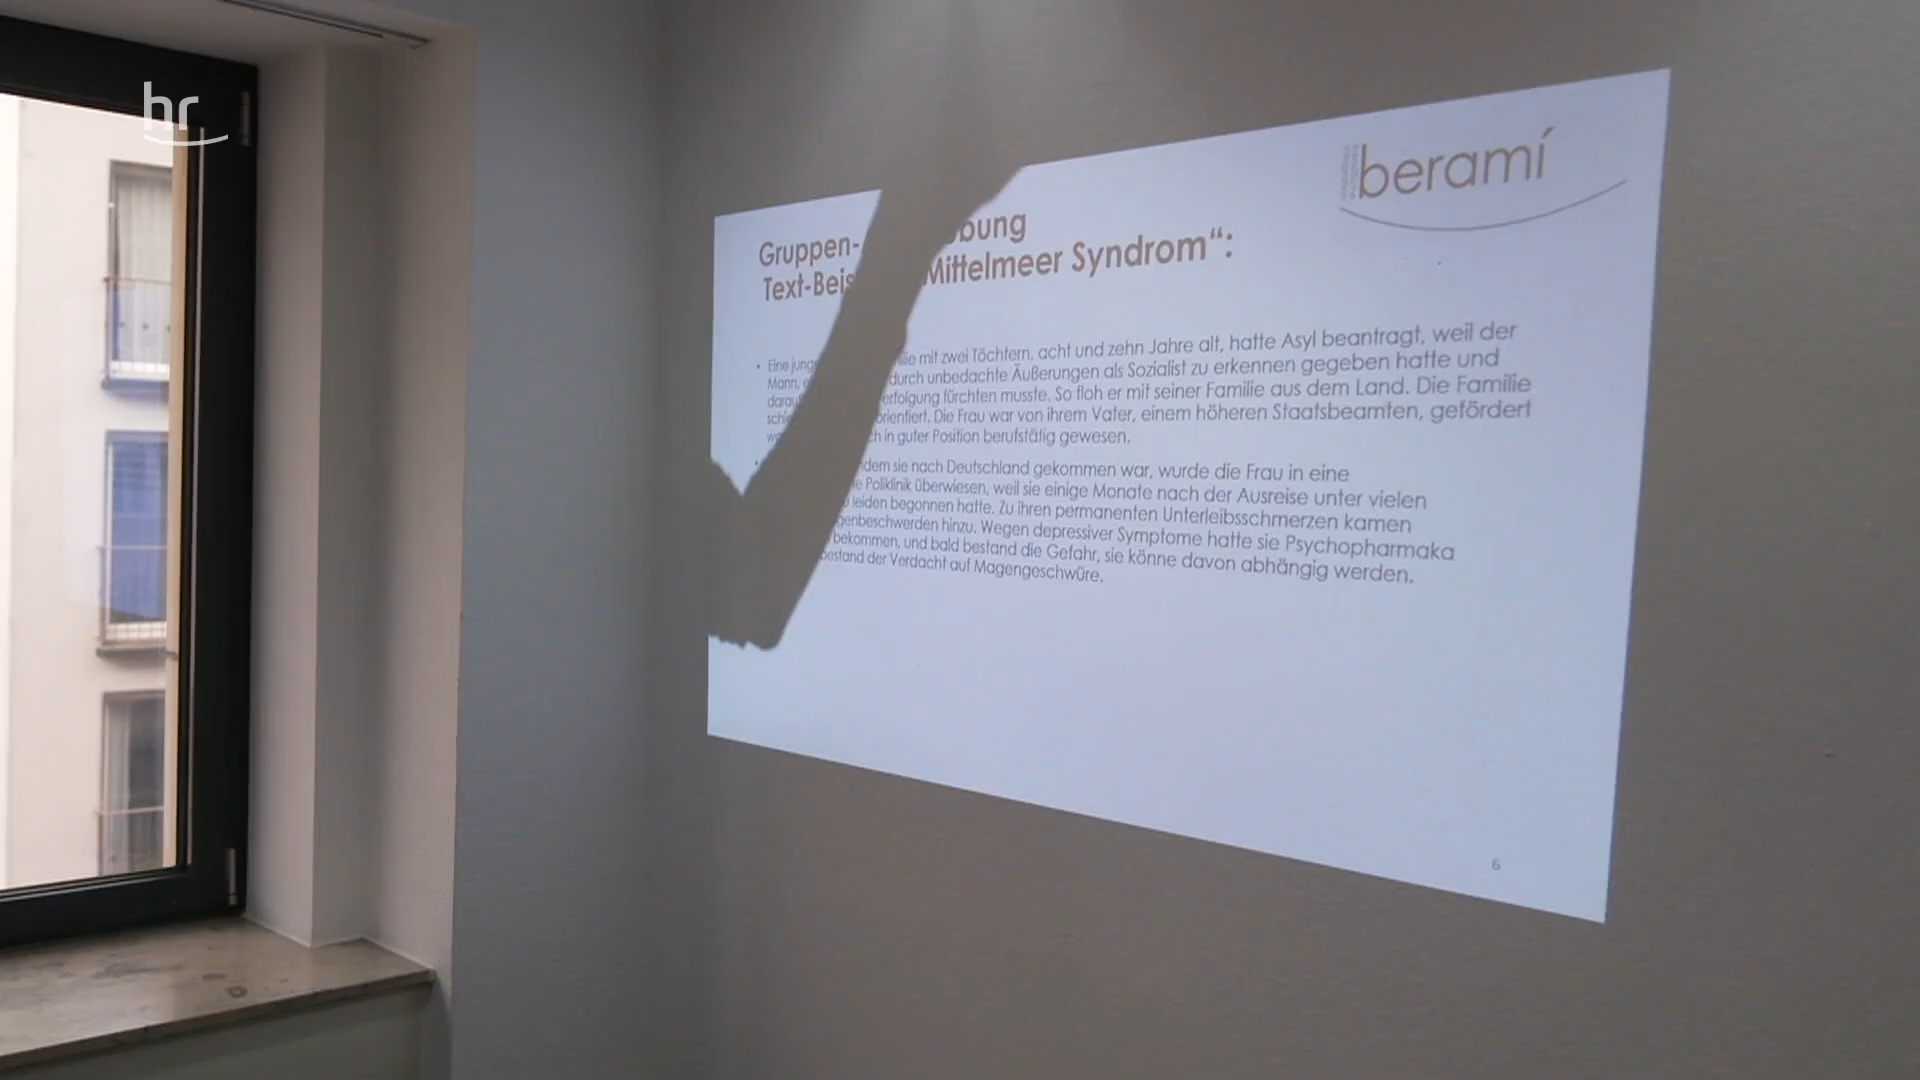 hr
beramí
Gruppen- bung
Text-Beis Mittelmeer Syndrom“:
• Eine jung lie mit zwei Töchtern, acht und zehn Jahre alt, hatte Asyl beantragt, weil der
Mann, durch unbedachte Äußerungen als Sozialist zu erkennen gegeben hatte und
darau erfolgung fürchten musste. So floh er mit seiner Familie aus dem Land. Die Familie
schie orientiert. Die Frau war von ihrem Vater, einem höheren Staatsbeamten, gefördert
ch in guter Position berufstätig gewesen.
dem sie nach Deutschland gekommen war, wurde die Frau in eine
e Poliklinik überwiesen, weil sie einige Monate nach der Ausreise unter vielen
leiden begonnen hatte. Zu ihren permanenten Unterleibsschmerzen kamen
genbeschwerden hinzu. Wegen depressiver Symptome hatte sie Psychopharmaka
bekommen, und bald bestand die Gefahr, sie könne davon abhängig werden.
estand der Verdacht auf Magengeschwüre.
6